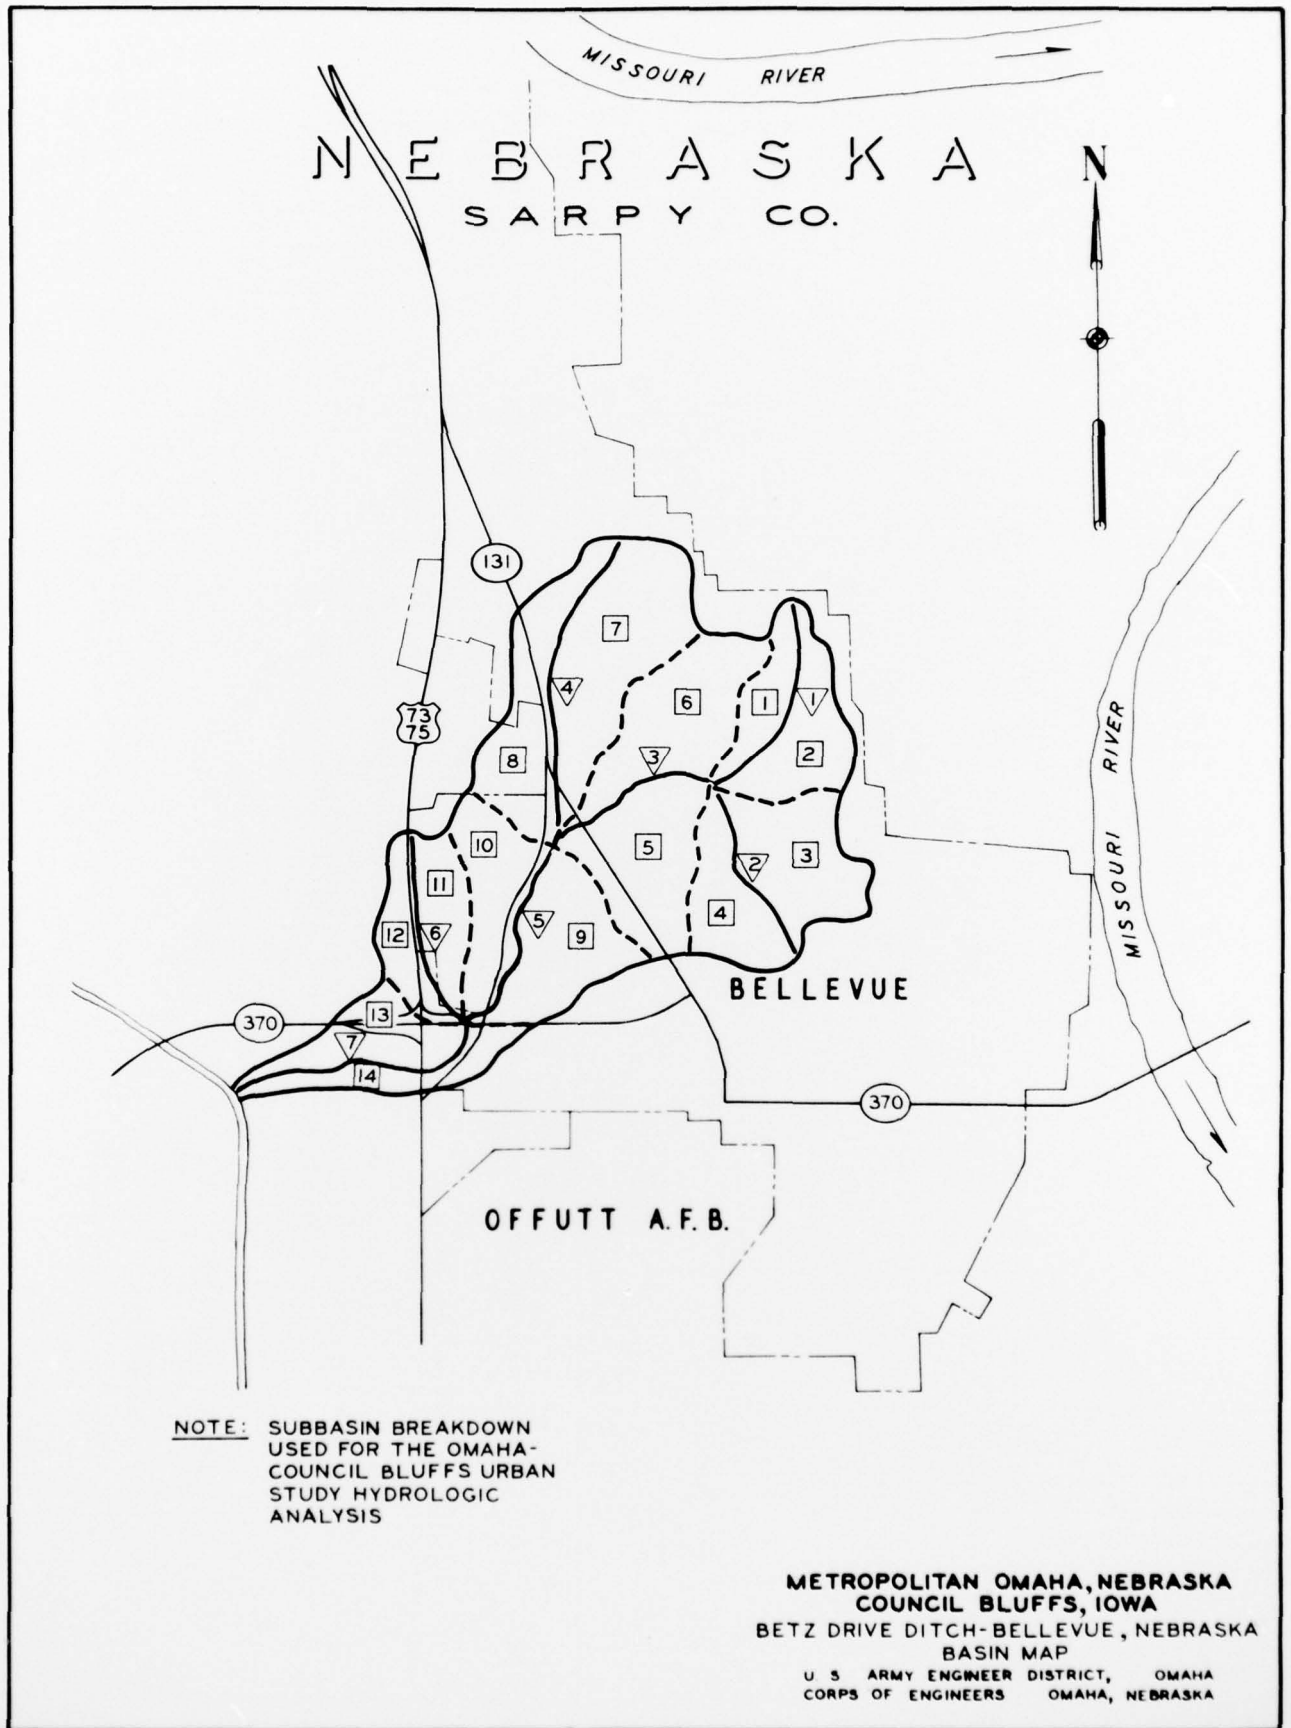 MISSOURI RIVER
NEBRASKA
N
SARPY CO.
131
7
4
6
1
1
73
75
8
3
2
10
5
3
11
2
4
12
6
5
9
MISSOURI RIVER
BELLEVUE
370
13
7
14
370
OFFUTT A.F.B.
NOTE: SUBBASIN BREAKDOWN
USED FOR THE OMAHA-
COUNCIL BLUFFS URBAN
STUDY HYDROLOGIC
ANALYSIS
METROPOLITAN OMAHA, NEBRASKA
COUNCIL BLUFFS, IOWA
BETZ DRIVE DITCH-BELLEVUE, NEBRASKA
BASIN MAP
U S ARMY ENGINEER DISTRICT, OMAHA
CORPS OF ENGINEERS OMAHA, NEBRASKA